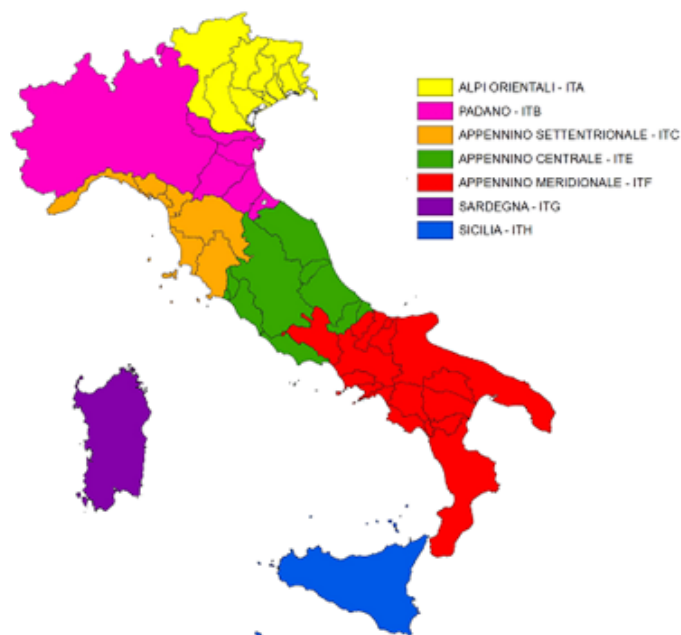 ALPI ORIENTALI - ITA
PADANO - ITB
APPENNINO SETTENTRIONALE - ITC
APPENNINO CENTRALE - ITE
APPENNINO MERIDIONALE - ITF
SARDEGNA - ITG
SICILIA - ITH